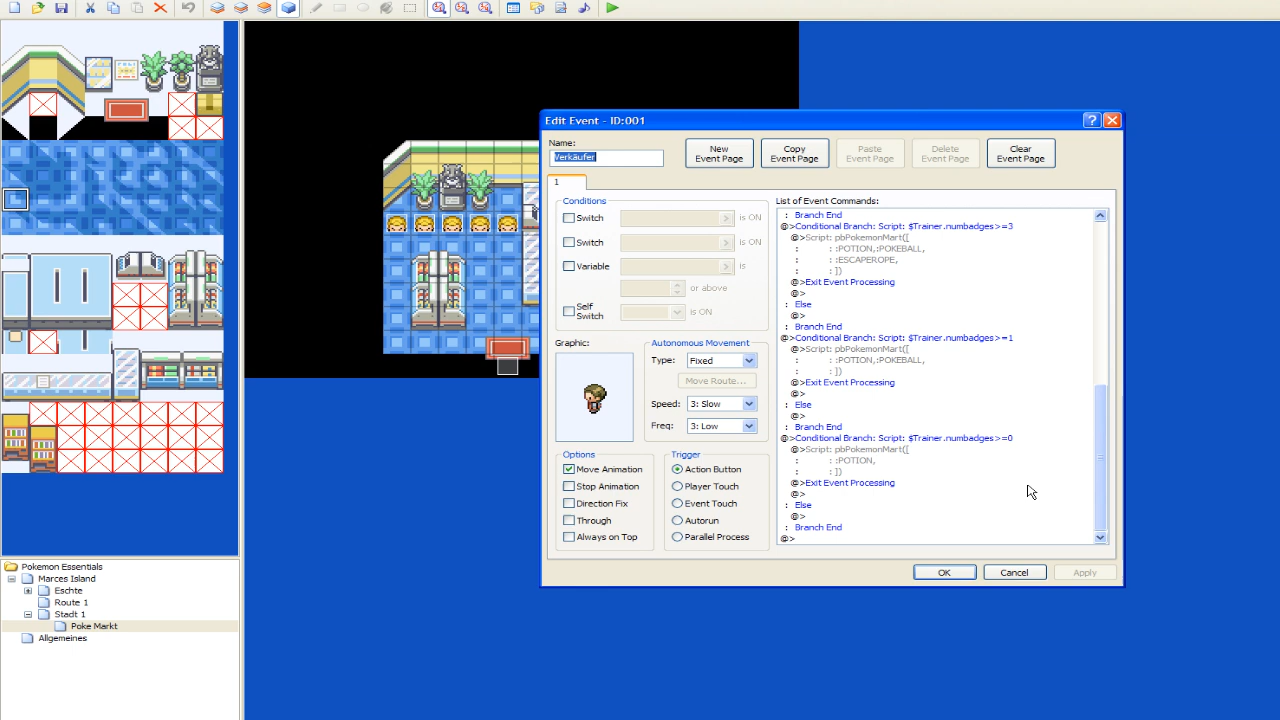 Edit Event - ID:001
Name:
Verkäufer
New
Event Page
Copy
Event Page
Paste
Event Page
Delete
Event Page
Clear
Event Page
1
Conditions
Switch
is ON
Switch
is ON
Variable
is
or above
Self
Switch
is ON
Graphic:
Autonomous Movement
Type:
Fixed
Move Route...
Speed:
3: Slow
Freq:
3: Low
Options
Move Animation
Stop Animation
Direction Fix
Through
Always on Top
Trigger
Action Button
Player Touch
Event Touch
Autorun
Parallel Process
List of Event Commands:
: Branch End
@>Conditional Branch: Script: $Trainer.numbadges>=3
@>Script: pbPokemonMart([
: : :POTION,:POKEBALL,
: : :ESCAPEROPE,
: : ])
@>Exit Event Processing
@>
: Else
@>
: Branch End
@>Conditional Branch: Script: $Trainer.numbadges>=1
@>Script: pbPokemonMart([
: : :POTION,:POKEBALL,
: : ])
@>Exit Event Processing
@>
: Else
@>
: Branch End
@>Conditional Branch: Script: $Trainer.numbadges>=0
@>Script: pbPokemonMart([
: : :POTION,
: : ])
@>Exit Event Processing
@>
: Else
@>
: Branch End
@>
OK
Cancel
Apply
Pokemon Essentials
Marces Island
Eschte
Route 1
Stadt 1
Poke Markt
Allgemeines